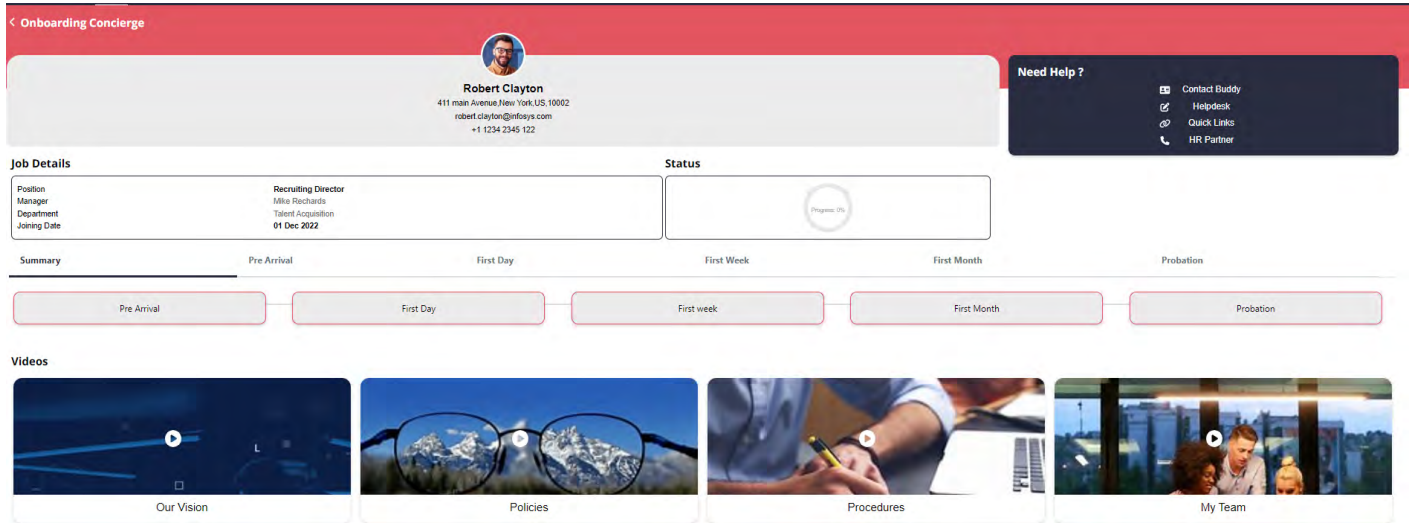 Onboarding Concierge
Robert Clayton
411 main Avenue,New York,US,10002
robert.clayton@infosys.com
+1 1234 2345 122
Need Help ?
Contact Buddy
Helpdesk
Quick Links
HR Partner
Job Details
Position Recruiting Director
Manager Mike Rechards
Department Talent Acquisition
Joining Date 01 Dec 2022
Status
Progress: 0%
Summary Pre Arrival First Day First Week First Month Probation
Pre Arrival First Day First week First Month Probation
Videos
L
Our Vision Policies Procedures My Team